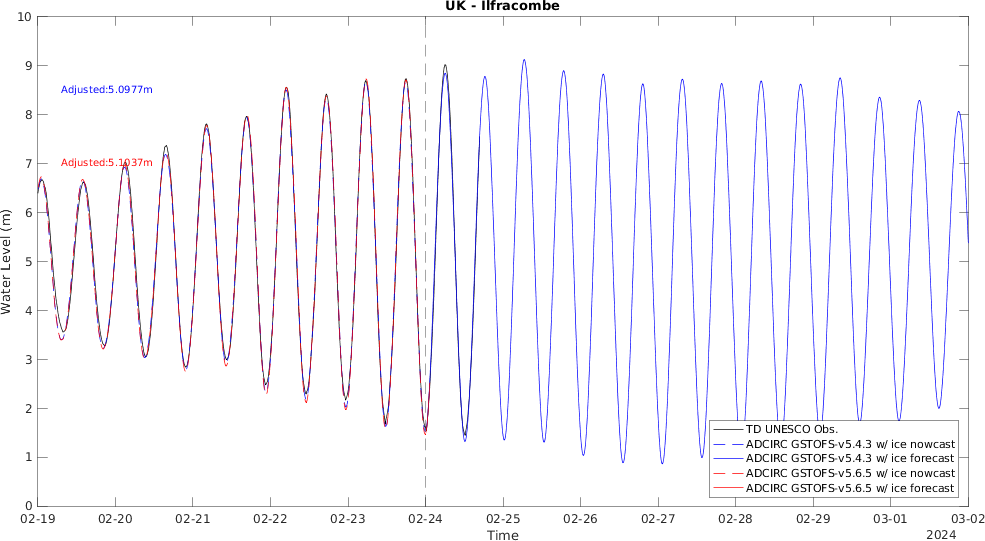 UK - Ilfracombe
10
9
8
7
6
5
4
3
2
1
0
Water Level (m)
Adjusted:5.0977m
Adjusted:5.1037m
TD UNESCO Obs.
ADCIRC GSTOFS-v5.4.3 w/ ice nowcast
ADCIRC GSTOFS-v5.4.3 w/ ice forecast
ADCIRC GSTOFS-v5.6.5 w/ ice nowcast
ADCIRC GSTOFS-v5.6.5 w/ ice forecast
02-19 02-20 02-21 02-22 02-23 02-24 02-25 02-26 02-27 02-28 02-29 03-01 03-02
Time
2024